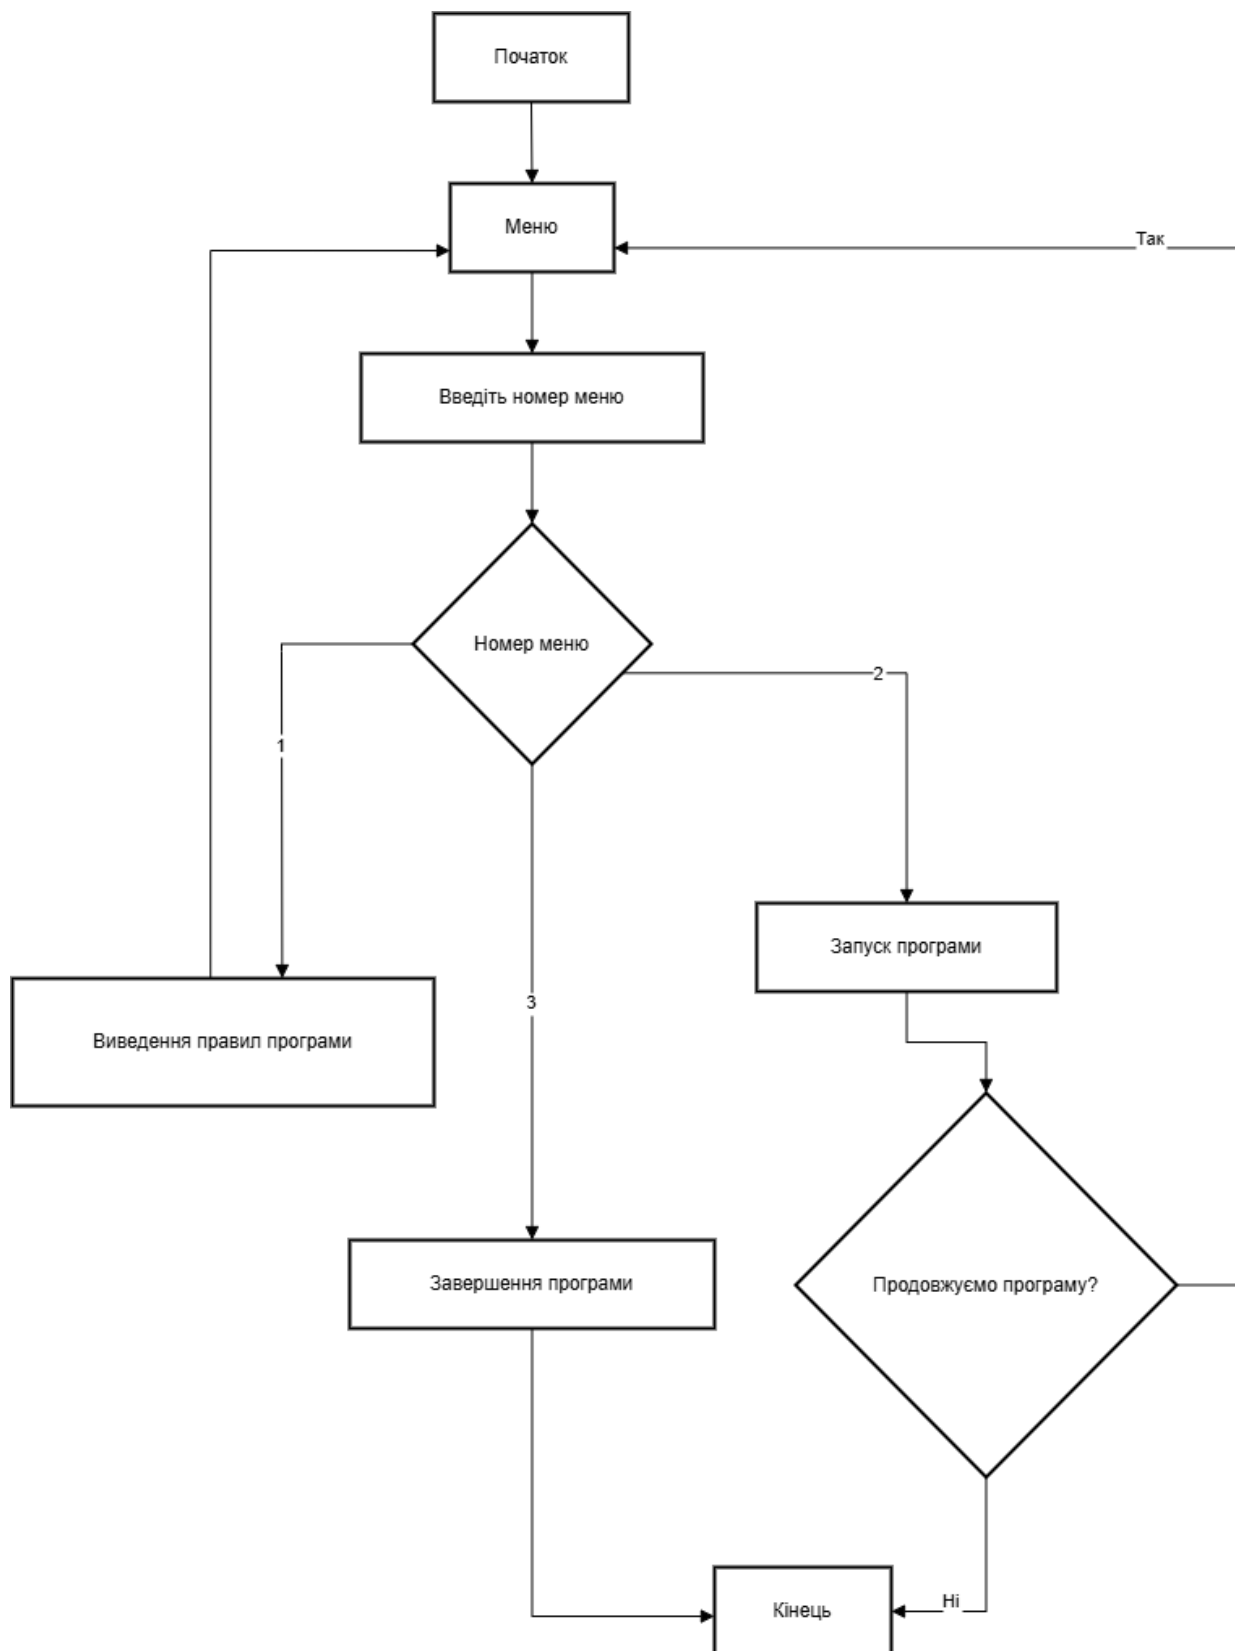 Початок
Меню
Так
Введіть номер меню
Номер меню
2
1
Запуск програми
3
Виведення правил програми
Завершення програми
Продовжуємо програму?
Ні
Кінець